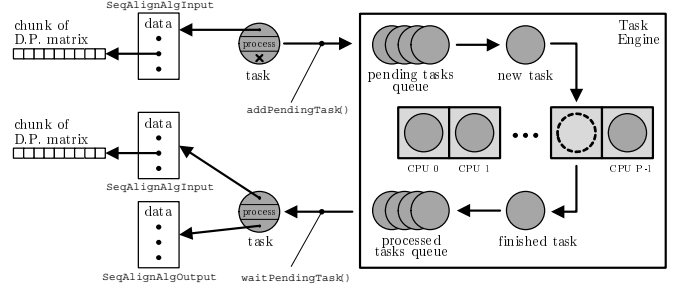 SeqAlignAlgInput
chunk of
D.P. matrix
data
process
task
addPendingTask()
Task
Engine
pending tasks
queue
new task
CPU 0
CPU 1
CPU P-1
chunk of
D.P. matrix
data
SeqAlignAlgInput
data
SeqAlignAlgOutput
process
task
waitPendingTask()
processed
tasks queue
finished task